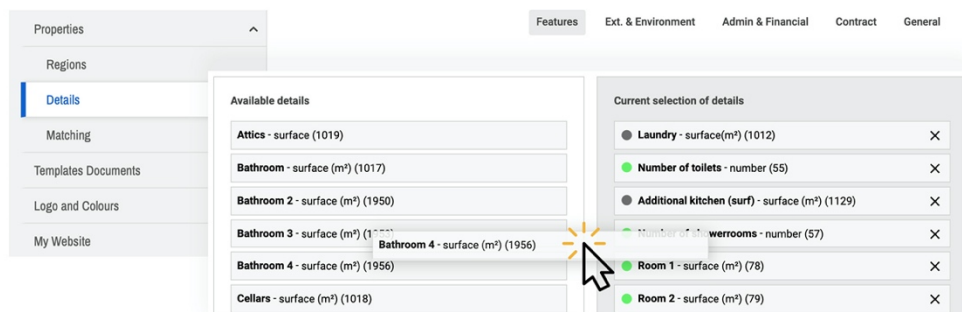 Properties
Regions
Details
Matching
Templates Documents
Logo and Colours
My Website
Features Ext. & Environment Admin & Financial Contract General
Available details
Attics - surface (1019)
Bathroom - surface (m²) (1017)
Bathroom 2 - surface (m²) (1950)
Bathroom 3 - surface (m²)
Bathroom 4 - surface (m²) (1956)
Bathroom 4 - surface (m²) (1956)
Cellars - surface (m²) (1018)
Current selection of details
Laundry - surface(m²) (1012)
Number of toilets - number (55)
Additional kitchen (surf) - surface (m²) (1129)
Number of showerrooms - number (57)
Room 1 - surface (m²) (78)
Room 2 - surface (m²) (79)